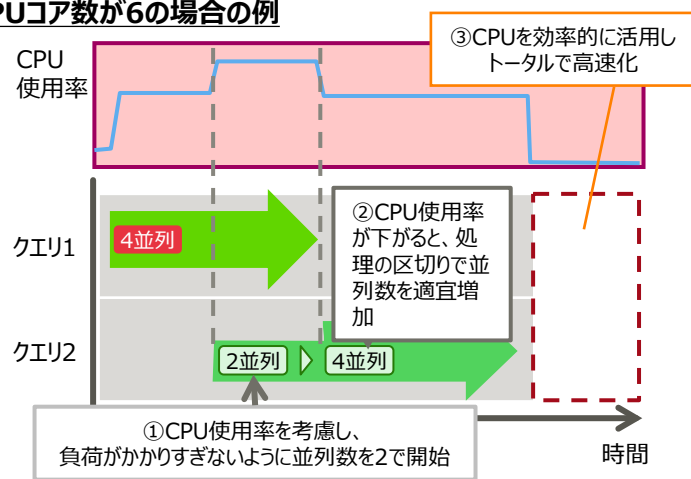 PUコア数が6の場合の例
CPU
使用率
③CPUを効率的に活用し
トータルで高速化
クエリ1
4並列
②CPU使用率
が下がると、処
理の区切りで並
列数を適宜増
加
クエリ2
2並列
4並列
①CPU使用率を考慮し、
負荷がかかりすぎないように並列数を2で開始
時間